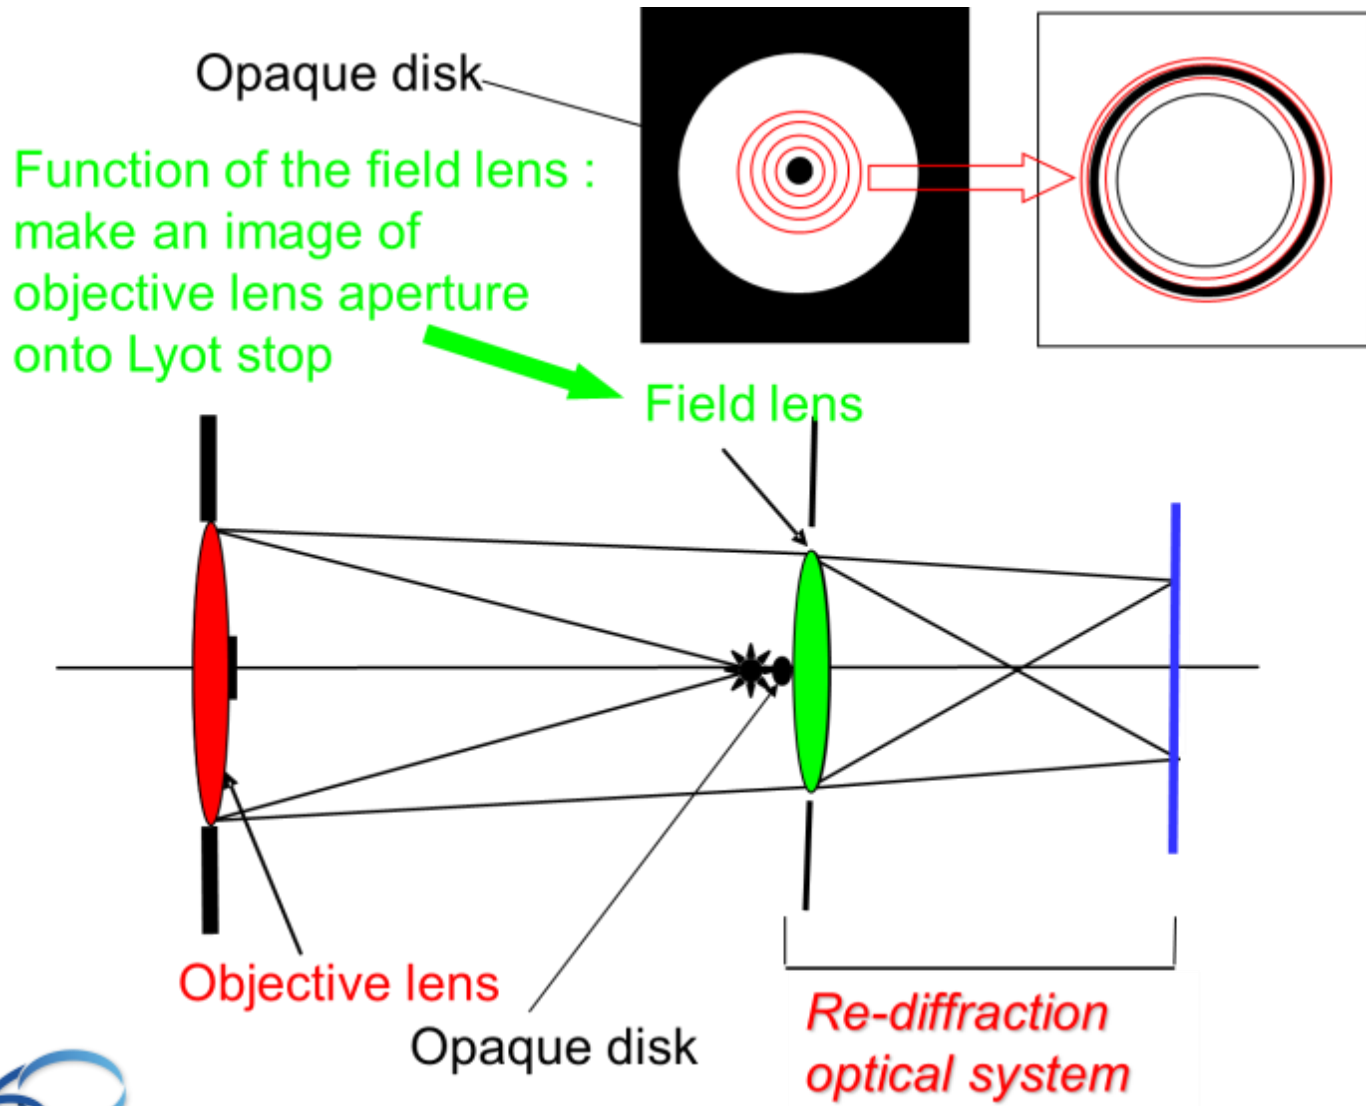 Opaque disk
Function of the field lens :
make an image of
objective lens aperture
onto Lyot stop
Field lens
Objective lens
Opaque disk
Re-diffraction
optical system